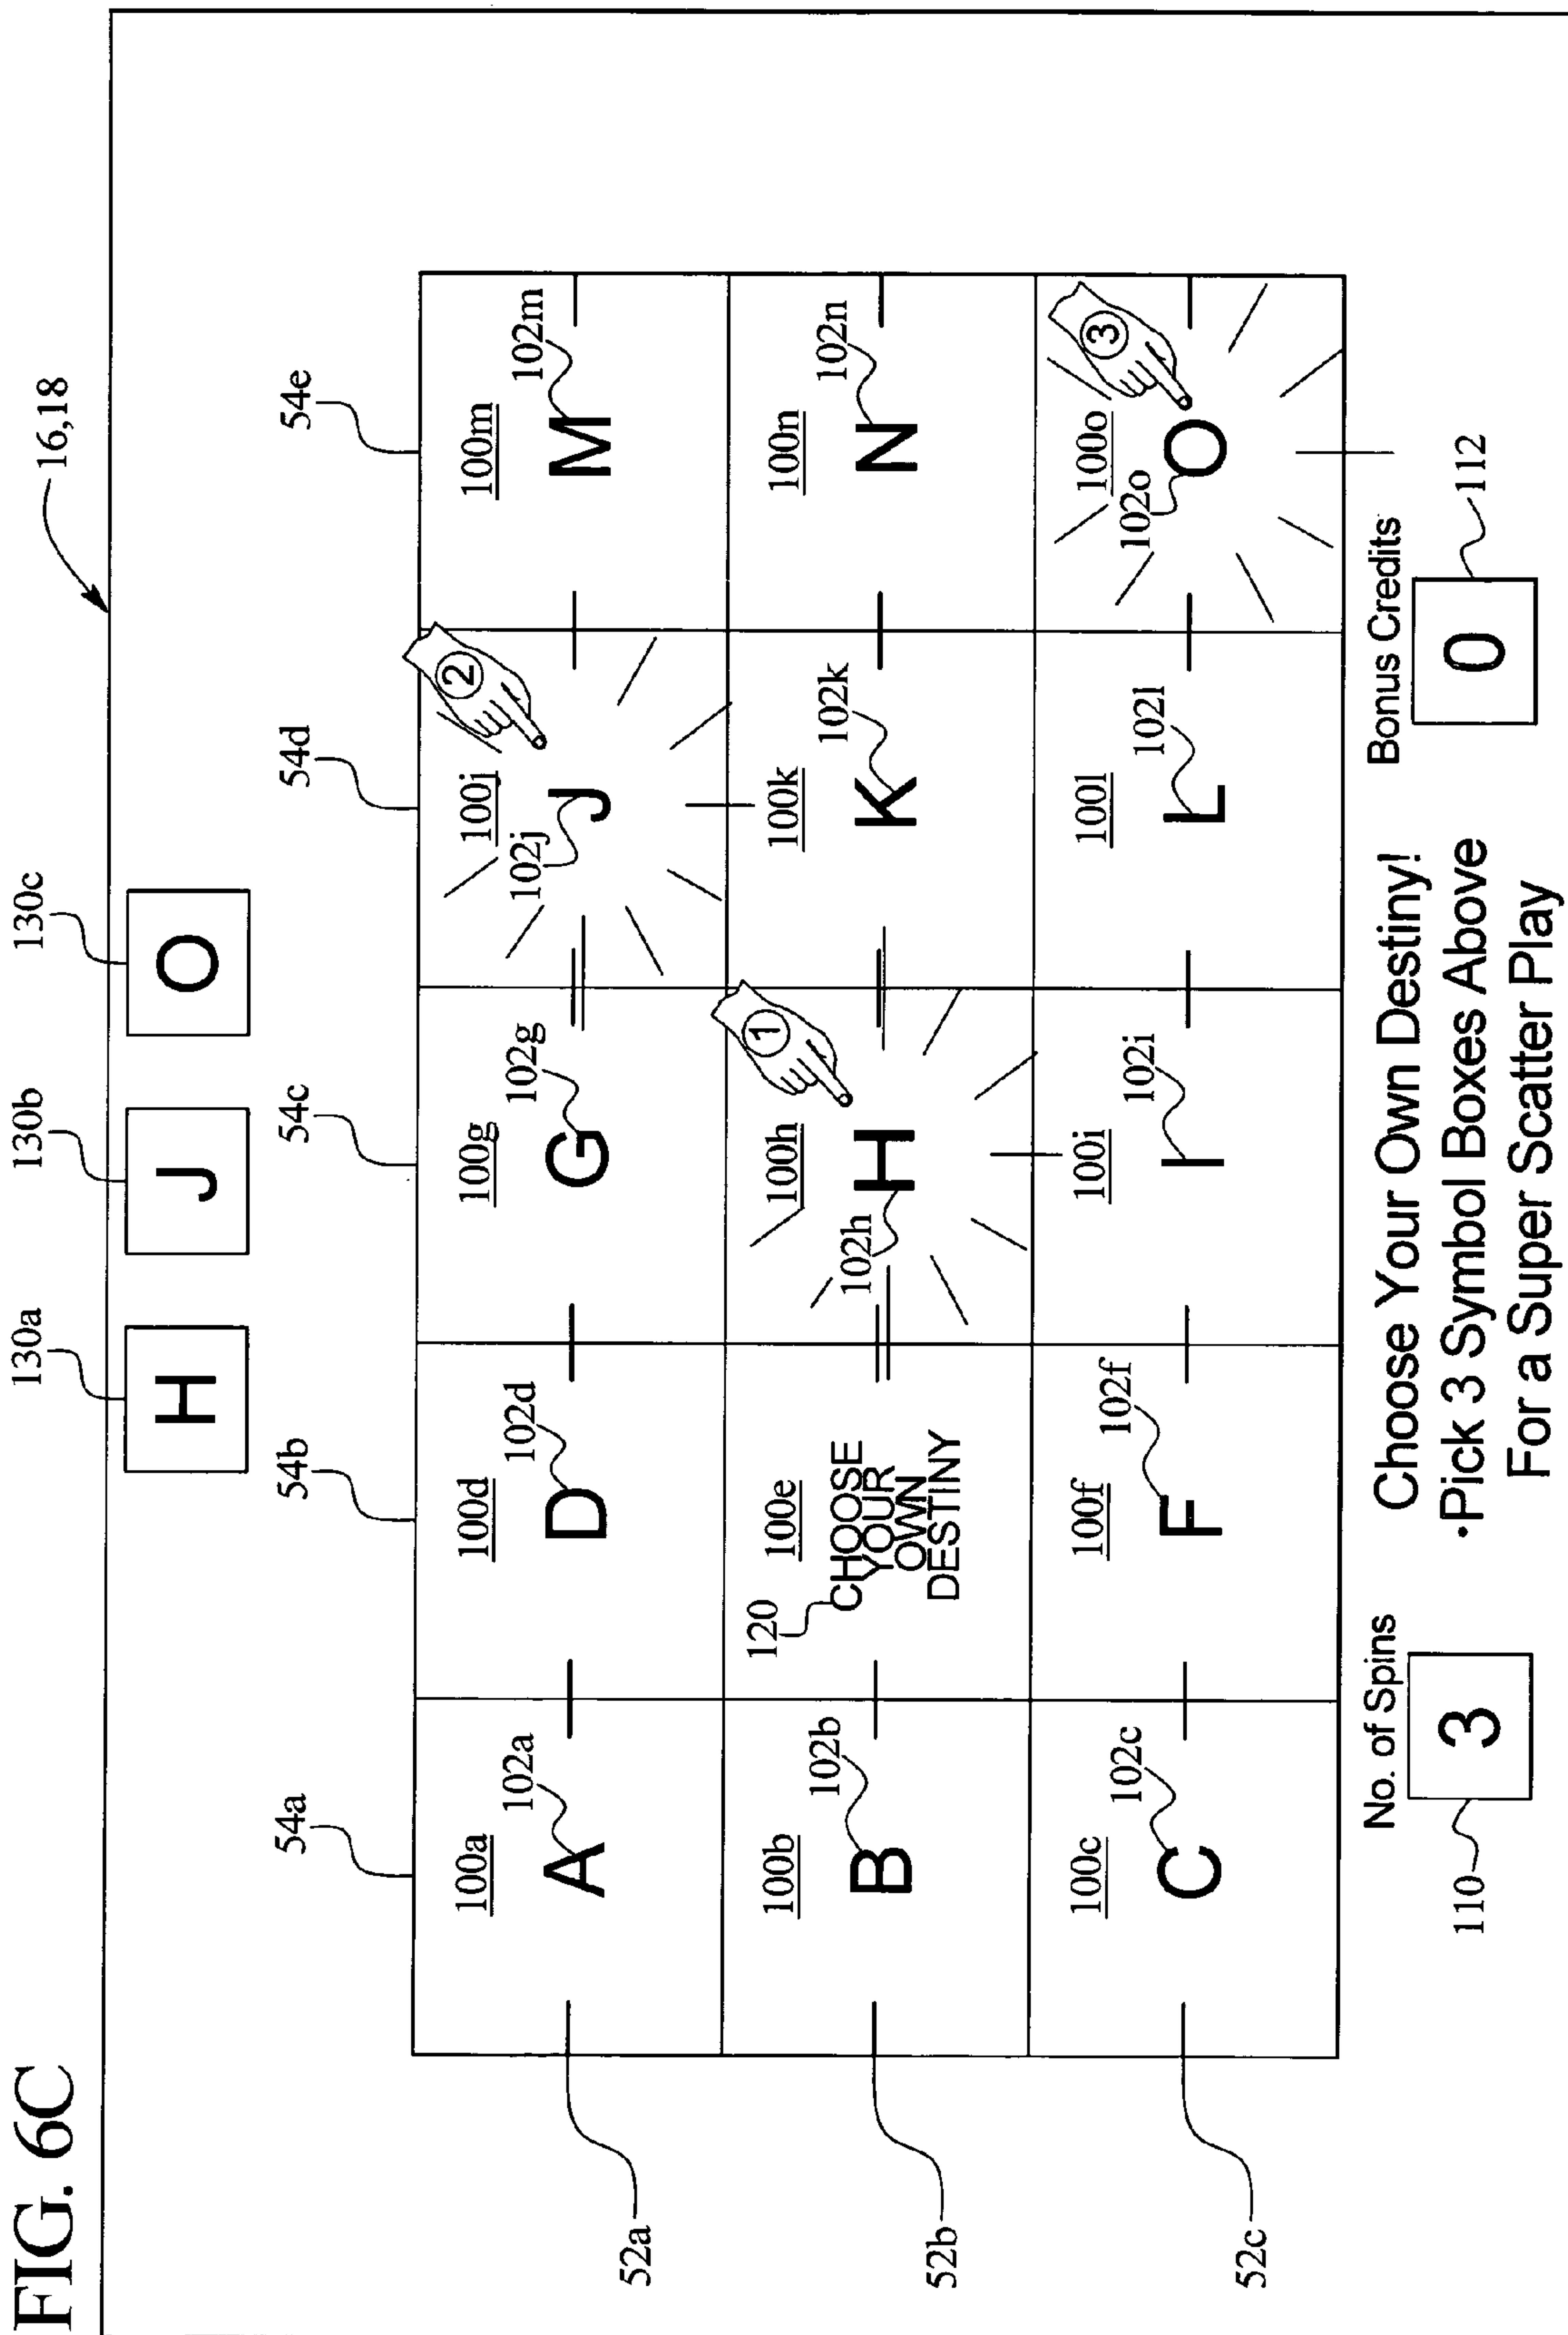 FIG. 6C
16,18
130a 130b 130c
H J O
54a 54b 54c 54d 54e
100a 100d 100g 100j 100m
102a 102d 102g 102j 102m
A D G J M
2
52a
100b 100e 100h 100k 100n
120 102b 102h 102k 102n
B CHOOSE YOUR OWN DESTINY H K N
1
52b
100c 100f 100i 100l 100o
102c 102f 102i 102l 102o
C F I L O
3
52c
No. of Spins
3
110
Choose Your Own Destiny!
•Pick 3 Symbol Boxes Above
For a Super Scatter Play
Bonus Credits
0
112